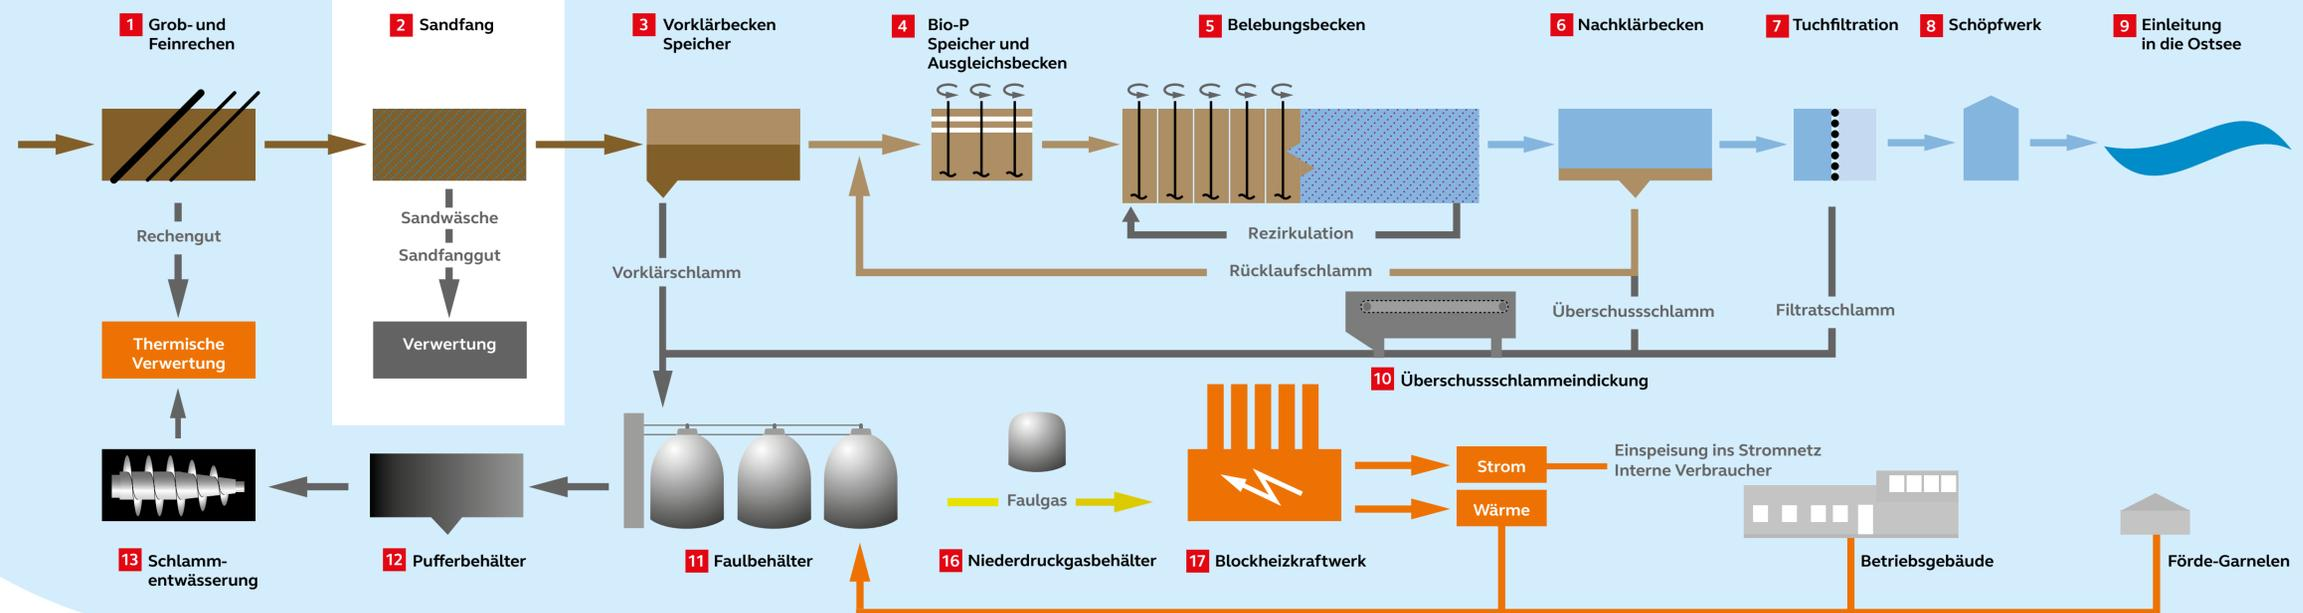 1 Grob- und
Feinrechen
2 Sandfang
3 Vorklärbecken
Speicher
4 Bio-P
Speicher und
Ausgleichsbecken
5 Belebungsbecken
6 Nachklärbecken
7 Tuchfiltration
8 Schöpfwerk
9 Einleitung
in die Ostsee
Rechengut
Sandwäsche
Sandfanggut
Vorklärschlamm
Rezirkulation
Rücklaufschlamm
Überschussschlamm
Filtratschlamm
Thermische
Verwertung
Verwertung
10 Überschussschlammeindickung
Faulgas
Strom
Wärme
Einspeisung ins Stromnetz
Interne Verbraucher
13 Schlamm-
entwässerung
12 Pufferbehälter
11 Faulbehälter
16 Niederdruckgasbehälter
17 Blockheizkraftwerk
Betriebsgebäude
Förde-Garnelen